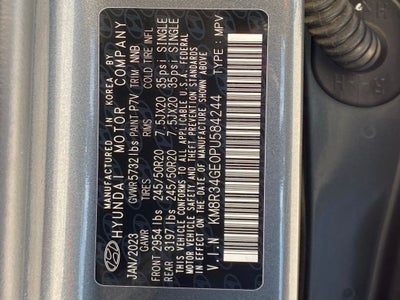 MANUFACTURED IN KOREA BY
HYUNDAI MOTOR COMPANY
JAN/2023 GVWR 5732 lbs PAINT P7V TRIM NNB
GAWR TIRES RIMS COLD TIRE INFL
FRONT 2954 lbs 245/50R20 7.5JX20 35psi SINGLE
REAR 3197 lbs 245/50R20 7.5JX20 35psi SINGLE
THIS VEHICLE CONFORMS TO ALL APPLICABLE U.S.A. FEDERAL
MOTOR VEHICLE SAFETY AND BUMPER STANDARDS
IN EFFECT ON THE DATE OF MANUFACTURE SHOWN ABOVE
V.I.N KM8R34GE0PU584244 TYPE : MPV